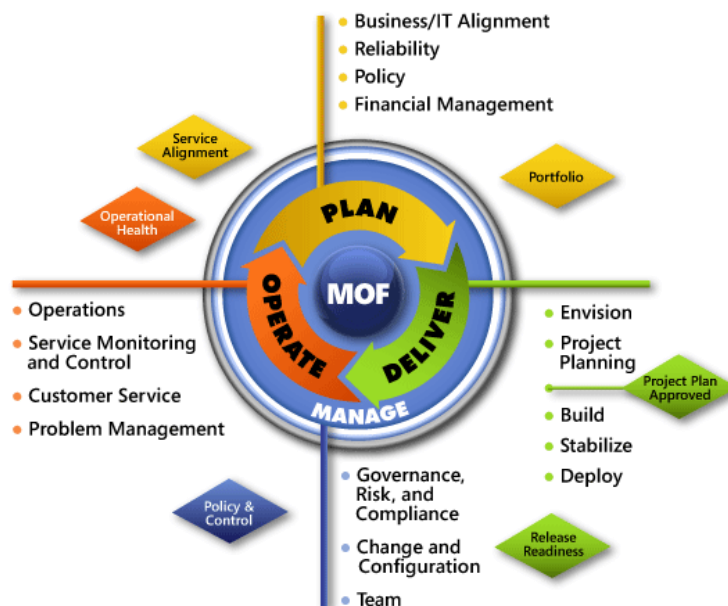 Business/IT Alignment
Reliability
Policy
Financial Management
Service
Alignment
Portfolio
Operational
Health
PLAN
MOF
OPERATE
DELIVER
MANAGE
Operations
Service Monitoring
and Control
Customer Service
Problem Management
Envision
Project
Planning
Project Plan
Approved
Build
Stabilize
Deploy
Policy &
Control
Governance,
Risk, and
Compliance
Change and
Configuration
Team
Release
Readiness